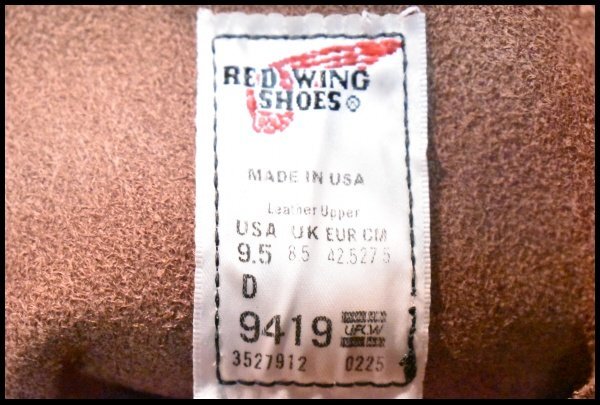 RED WING
SHOES®
MADE IN USA
Leather Upper
USA UK EUR CM
9.5 8.5 42.5 27.5
D
9419 UFCW
3527912 0225